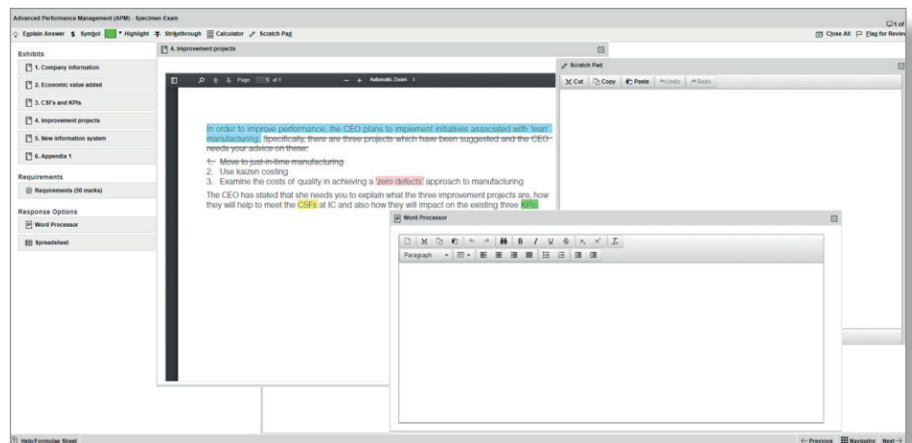 Advanced Performance Management (APM) - Specimen Exam
1 of
Explain Answer $ Symbol Highlight Strikethrough Calculator Scratch Pad
Close All Flag for Review
Exhibits
1. Company information
2. Economic value added
3. CSFs and KPIs
4. Improvement projects
5. New information system
6. Appendix 1
Requirements
Requirements (50 marks)
Response Options
Word Processor
Spreadsheet
4. Improvement projects
Page: 1 of 1 Automatic Zoom
In order to improve performance, the CEO plans to implement initiatives associated with 'lean'
manufacturing. Specifically, there are three projects which have been suggested and the CEO
needs your advice on these:
1. Move to just-in-time manufacturing
2. Use kaizen costing
3. Examine the costs of quality in achieving a 'zero defects' approach to manufacturing
The CEO has stated that she needs you to explain what the three improvement projects are, how
they will help to meet the CSFs at IC and also how they will impact on the existing three KPIs.
Scratch Pad
Cut Copy Paste Undo Redo
Word Processor
B I U S
Paragraph
Help/Formulae Sheet
Previous Navigator Next